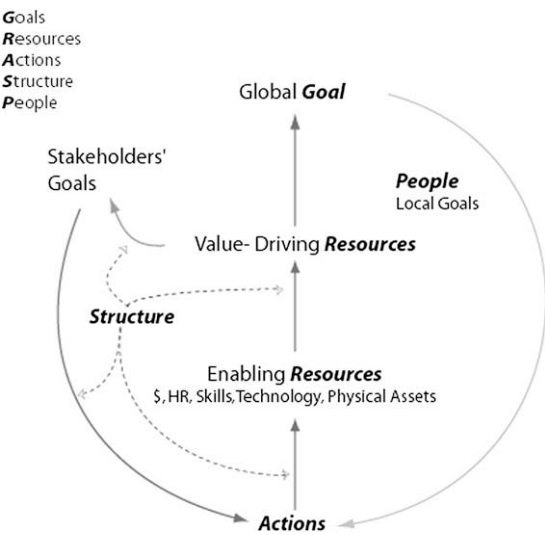 Goals
Resources
Actions
Structure
People
Global Goal
Stakeholders'
Goals
People
Local Goals
Value- Driving Resources
Structure
Enabling Resources
$, HR, Skills,Technology, Physical Assets
Actions